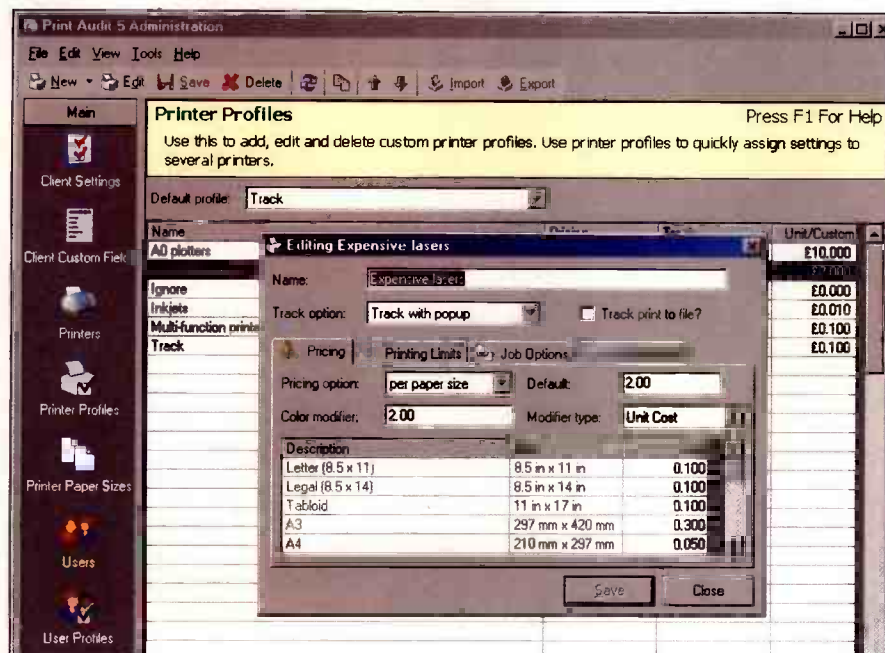 Print Audit 5 Administration
File Edit View Tools Help
New Edit Save Delete Import Export
Main
Client Settings
Client Custom Field
Printers
Printer Profiles
Printer Paper Sizes
Users
User Profiles
Printer Profiles Press F1 For Help
Use this to add, edit and delete custom printer profiles. Use printer profiles to quickly assign settings to
several printers.
Default profile: Track
Name Unit/Custom
A0 plotters £10.000
£2.000
Ignore £0.000
Inkjets £0.010
Multi-function printe £0.100
Track £0.100
Editing Expensive lasers
Name: Expensive lasers
Track option: Track with popup Track print to file?
Pricing Printing Limits Job Options
Pricing option: per paper size Default: 2.00
Color modifier: 2.00 Modifier type: Unit Cost
Description
Letter (8.5 x 11) 8.5 in x 11 in 0.100
Legal (8.5 x 14) 8.5 in x 14 in 0.100
Tabloid 11 in x 17 in 0.100
A3 297 mm x 420 mm 0.300
A4 210 mm x 297 mm 0.050
Save Close